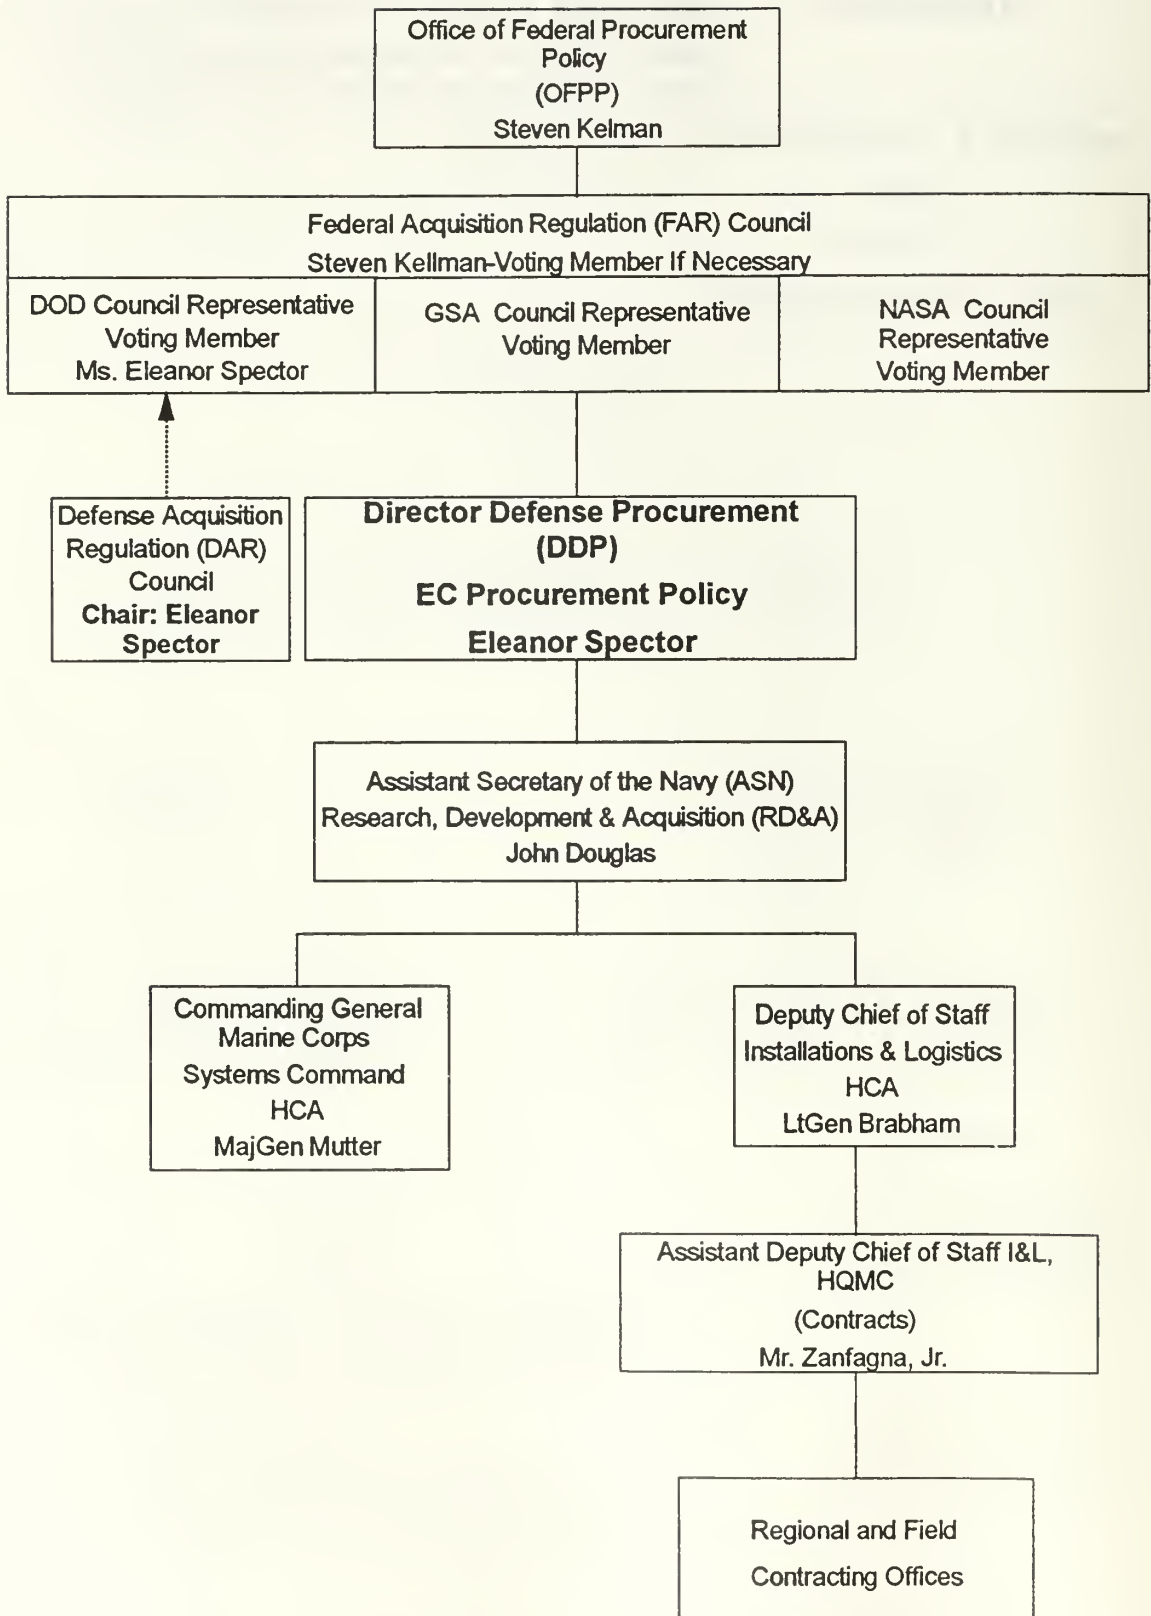 Office of Federal Procurement
Policy
(OFPP)
Steven Kelman
Federal Acquisition Regulation (FAR) Council
Steven Kellman-Voting Member If Necessary
DOD Council Representative
Voting Member
Ms. Eleanor Spector
GSA Council Representative
Voting Member
NASA Council
Representative
Voting Member
Defense Acquisition
Regulation (DAR)
Council
Chair: Eleanor
Spector
Director Defense Procurement
(DDP)
EC Procurement Policy
Eleanor Spector
Assistant Secretary of the Navy (ASN)
Research, Development & Acquisition (RD&A)
John Douglas
Commanding General
Marine Corps
Systems Command
HCA
MajGen Mutter
Deputy Chief of Staff
Installations & Logistics
HCA
LtGen Brabham
Assistant Deputy Chief of Staff I&L,
HQMC
(Contracts)
Mr. Zanfagna, Jr.
Regional and Field
Contracting Offices